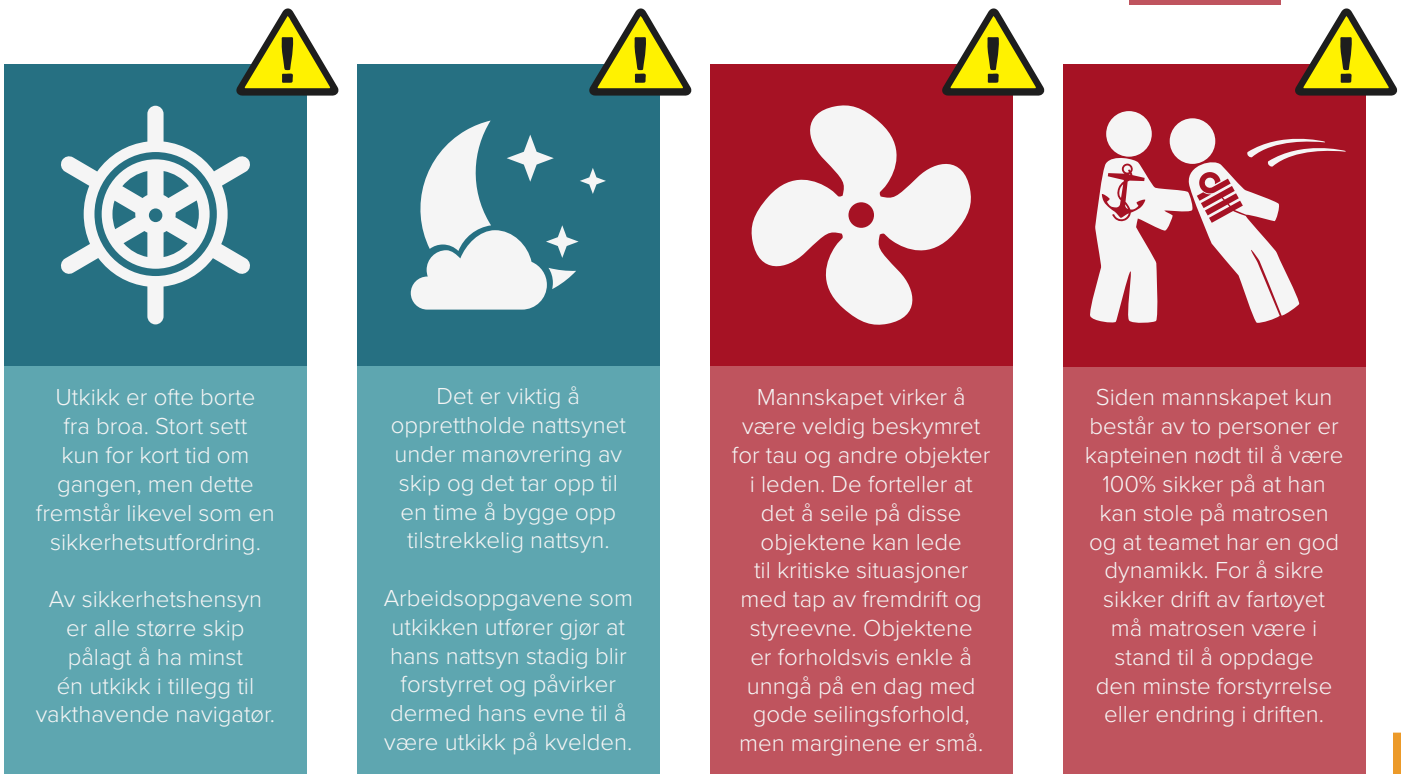 Utkikk er ofte borte
fra broa. Stort sett
kun for kort tid om
gangen, men dette
fremstår likevel som en
sikkerhetsutfordring.
Av sikkerhetshensyn
er alle større skip
pålagt å ha minst
én utkikk i tillegg til
vakthavende navigatør.
Det er viktig å
opprettholde nattsynet
under manøvrering av
skip og det tar opp til
en time å bygge opp
tilstrekkelig nattsyn.
Arbeidsoppgavene som
utkikken utfører gjør at
hans nattsyn stadig blir
forstyrret og påvirker
dermed hans evne til å
være utkikk på kvelden.
Mannskapet virker å
være veldig beskymret
for tau og andre objekter
i leden. De forteller at
det å seile på disse
objektene kan lede
til kritiske situasjoner
med tap av fremdrift og
styreevne. Objektene
er forholdsvis enkle å
unngå på en dag med
gode seilingsforhold,
men marginene er små.
Siden mannskapet kun
består av to personer er
kapteinen nødt til å være
100% sikker på at han
kan stole på matrosen
og at teamet har en god
dynamikk. For å sikre
sikker drift av fartøyet
må matrosen være i
stand til å oppdage
den minste forstyrrelse
eller endring i driften.